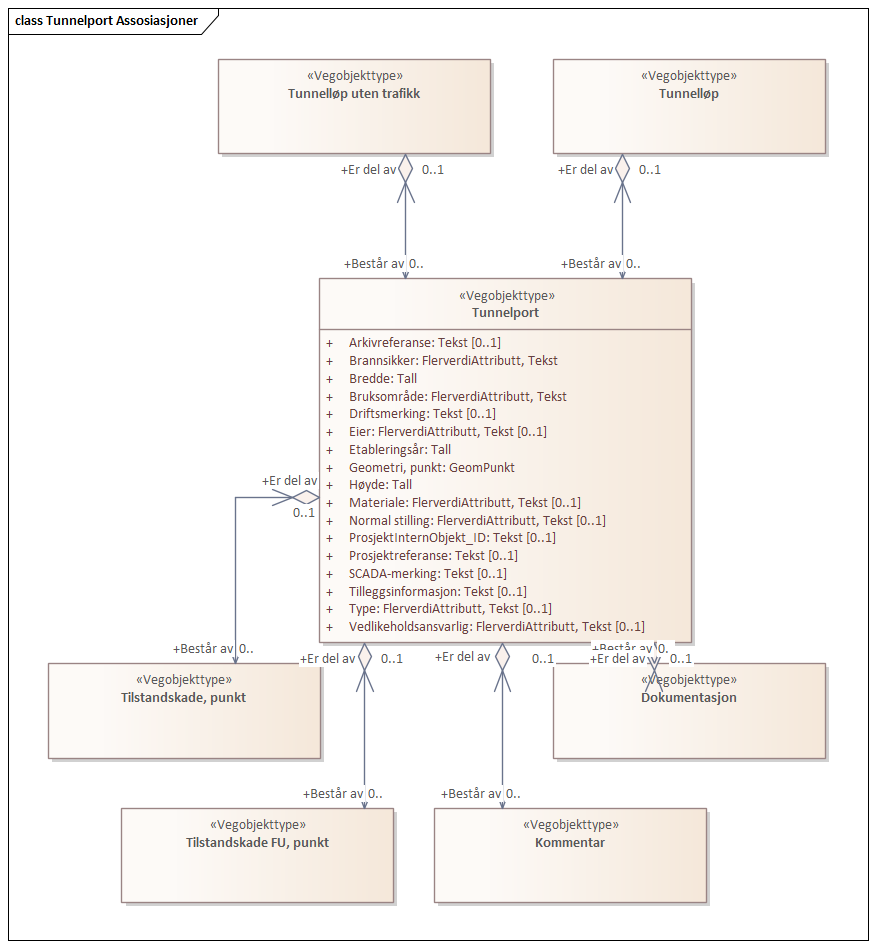 class Tunnelport Assosiasjoner
«Vegobjekttype»
Tunnelløp uten trafikk
«Vegobjekttype»
Tunnelløp
+Er del av
0..1
+Er del av
0..1
+Består av 0..
+Består av 0..
«Vegobjekttype»
Tunnelport
+ Arkivreferanse: Tekst [0..1]
+ Brannsikker: FlerverdiAttributt, Tekst
+ Bredde: Tall
+ Bruksområde: FlerverdiAttributt, Tekst
+ Driftsmerking: Tekst [0..1]
+ Eier: FlerverdiAttributt, Tekst [0..1]
+ Etableringsår: Tall
+ Geometri, punkt: GeomPunkt
+ Høyde: Tall
+ Materiale: FlerverdiAttributt, Tekst [0..1]
+ Normal stilling: FlerverdiAttributt, Tekst [0..1]
+ ProsjektInternObjekt_ID: Tekst [0..1]
+ Prosjektreferanse: Tekst [0..1]
+ SCADA-merking: Tekst [0..1]
+ Tilleggsinformasjon: Tekst [0..1]
+ Type: FlerverdiAttributt, Tekst [0..1]
+ Vedlikeholdsansvarlig: FlerverdiAttributt, Tekst [0..1]
+Er del av
0..1
+Består av 0..
+Er del av
0..1
+Er del av
0..1
+Består av 0..
+Er del av
0..1
«Vegobjekttype»
Tilstandskade, punkt
«Vegobjekttype»
Dokumentasjon
+Består av 0..
+Består av 0..
«Vegobjekttype»
Tilstandskade FU, punkt
«Vegobjekttype»
Kommentar